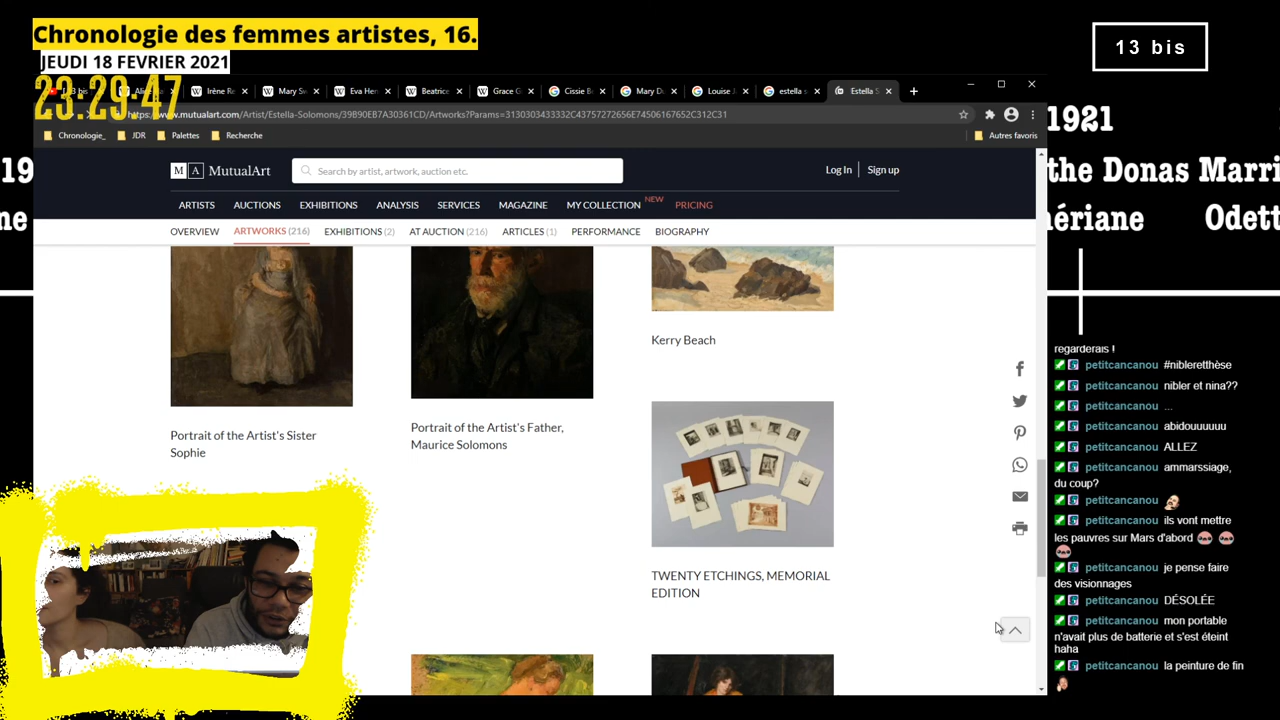 Chronologie des femmes artistes, 16.
JEUDI 18 FEVRIER 2021
23:29:47
13 bis
Irène Re
Mary Sw
Eva Hen
Beatrice
Grace G
Cissie B
Mary D
Louise J
estella s
Estella S
.mutualart.com/Artist/Estella-Solomons/39B90EB7A30361CD/Artworks?Params=3130303433332C43757272656E74506167652C312C31
Chronologie_
JDR
Palettes
Recherche
Autres favoris
M A MutualArt
Search by artist, artwork, auction etc.
Log In
Sign up
ARTISTS
AUCTIONS
EXHIBITIONS
ANALYSIS
SERVICES
MAGAZINE
MY COLLECTION NEW
PRICING
OVERVIEW
ARTWORKS (216)
EXHIBITIONS (2)
AT AUCTION (216)
ARTICLES (1)
PERFORMANCE
BIOGRAPHY
Portrait of the Artist's Sister
Sophie
Portrait of the Artist's Father,
Maurice Solomons
Kerry Beach
TWENTY ETCHINGS, MEMORIAL
EDITION
19
ne
1921
the Donas Marri
ériane
Odett
regarderais !
petitcancanou #nibleretthèse
petitcancanou nibler et nina??
petitcancanou ...
petitcancanou abidouuuuuu
petitcancanou ALLEZ
petitcancanou ammarssiage,
du coup?
petitcancanou
petitcancanou ils vont mettre
les pauvres sur Mars d'abord
petitcancanou je pense faire
des visionnages
petitcancanou DÉSOLÉE
petitcancanou mon portable
n'avait plus de batterie et s'est éteint
haha
petitcancanou la peinture de fin